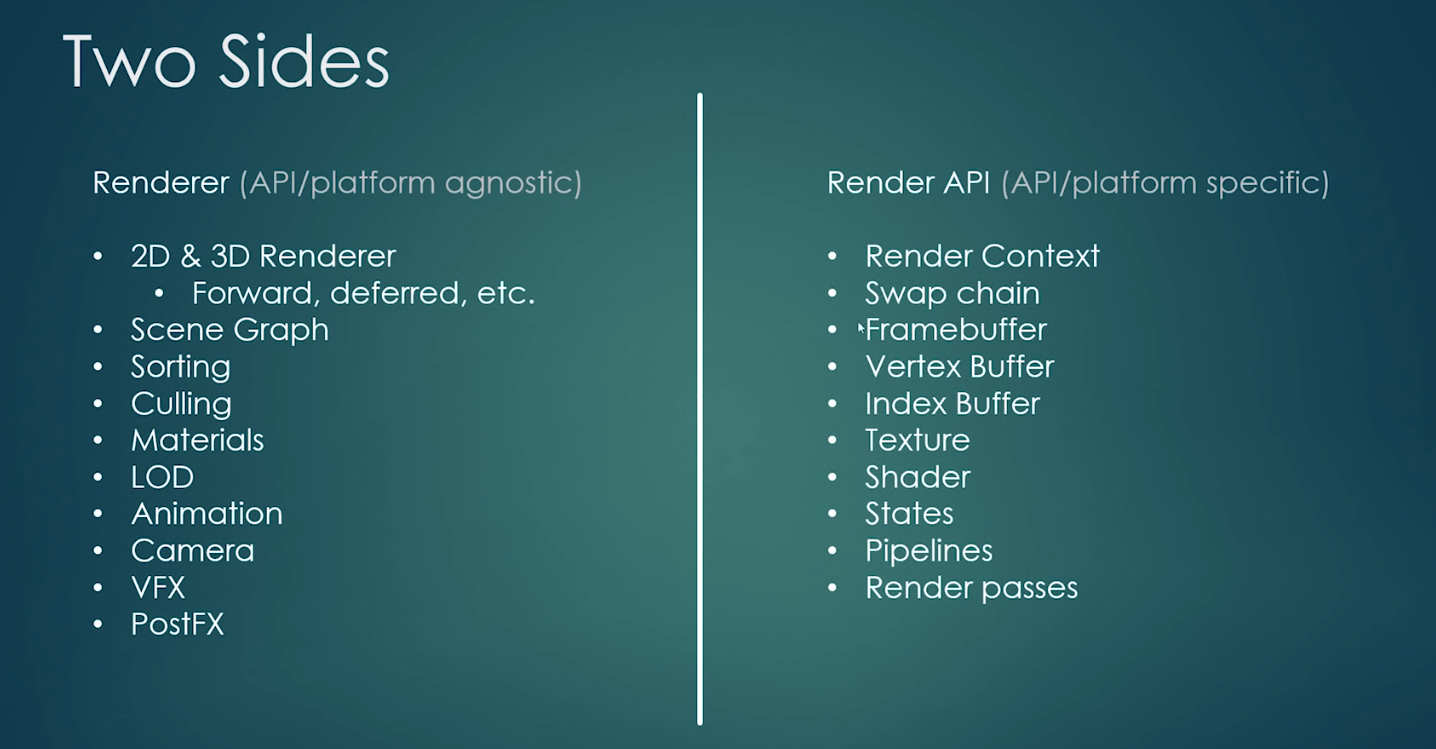 Two Sides
Renderer (API/platform agnostic)
• 2D & 3D Renderer
• Forward, deferred, etc.
• Scene Graph
• Sorting
• Culling
• Materials
• LOD
• Animation
• Camera
• VFX
• PostFX
Render API (API/platform specific)
• Render Context
• Swap chain
• Framebuffer
• Vertex Buffer
• Index Buffer
• Texture
• Shader
• States
• Pipelines
• Render passes